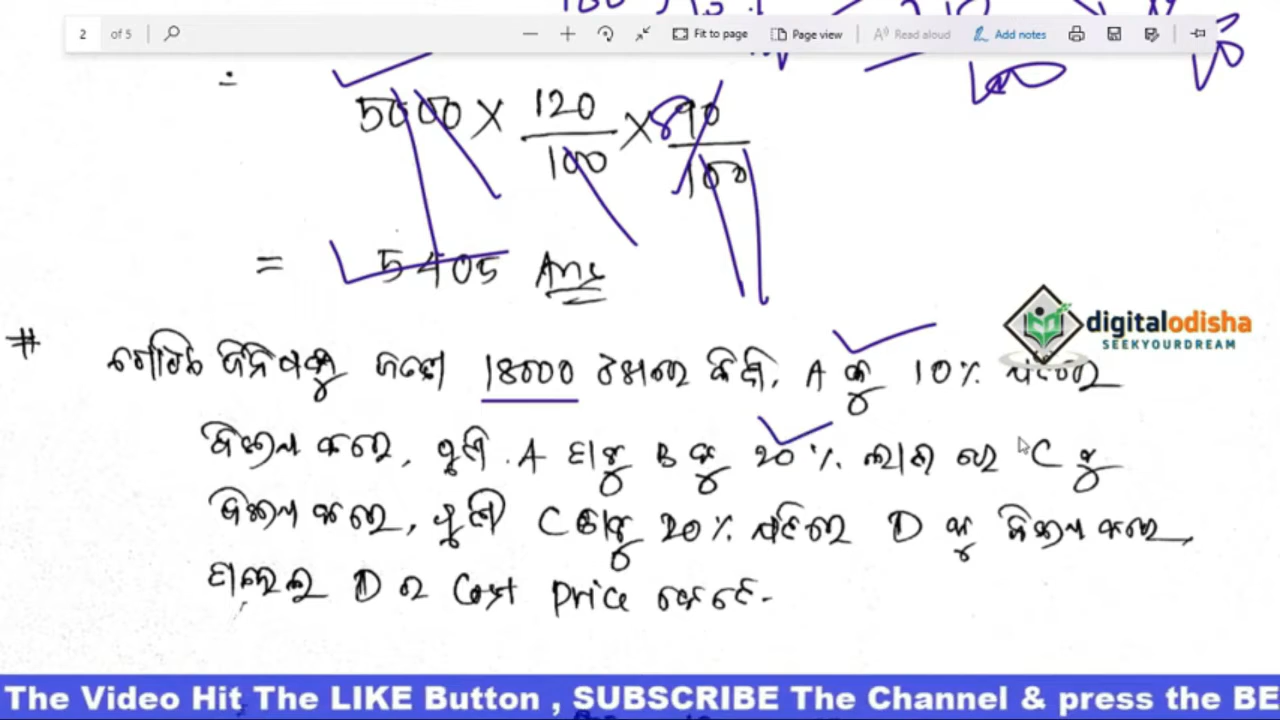 2 of 5 Fit to page Page view Read aloud Add notes
100
5000 × 120/100 × 890/100
= 5405 Ans
digitalodisha
SEEKYOURDREAM
# ଗୋଟିଏ ଜିନିଷକୁ ଜଣେ 18000 ଟଙ୍କାରେ କିଣି, A କୁ 10%
ବିକ୍ରୟ କଲେ, ପୁଣି A ତାକୁ B କୁ 20% ଲାଭ ରେ C କୁ
ବିକ୍ରୟ କଲେ, ପୁଣି C ତାକୁ 20% କ୍ଷତିରେ D କୁ ବିକ୍ରୟ କଲେ,
ତାହେଲେ D ର Cost Price କେତେ.
The Video Hit The LIKE Button , SUBSCRIBE The Channel & press the BE